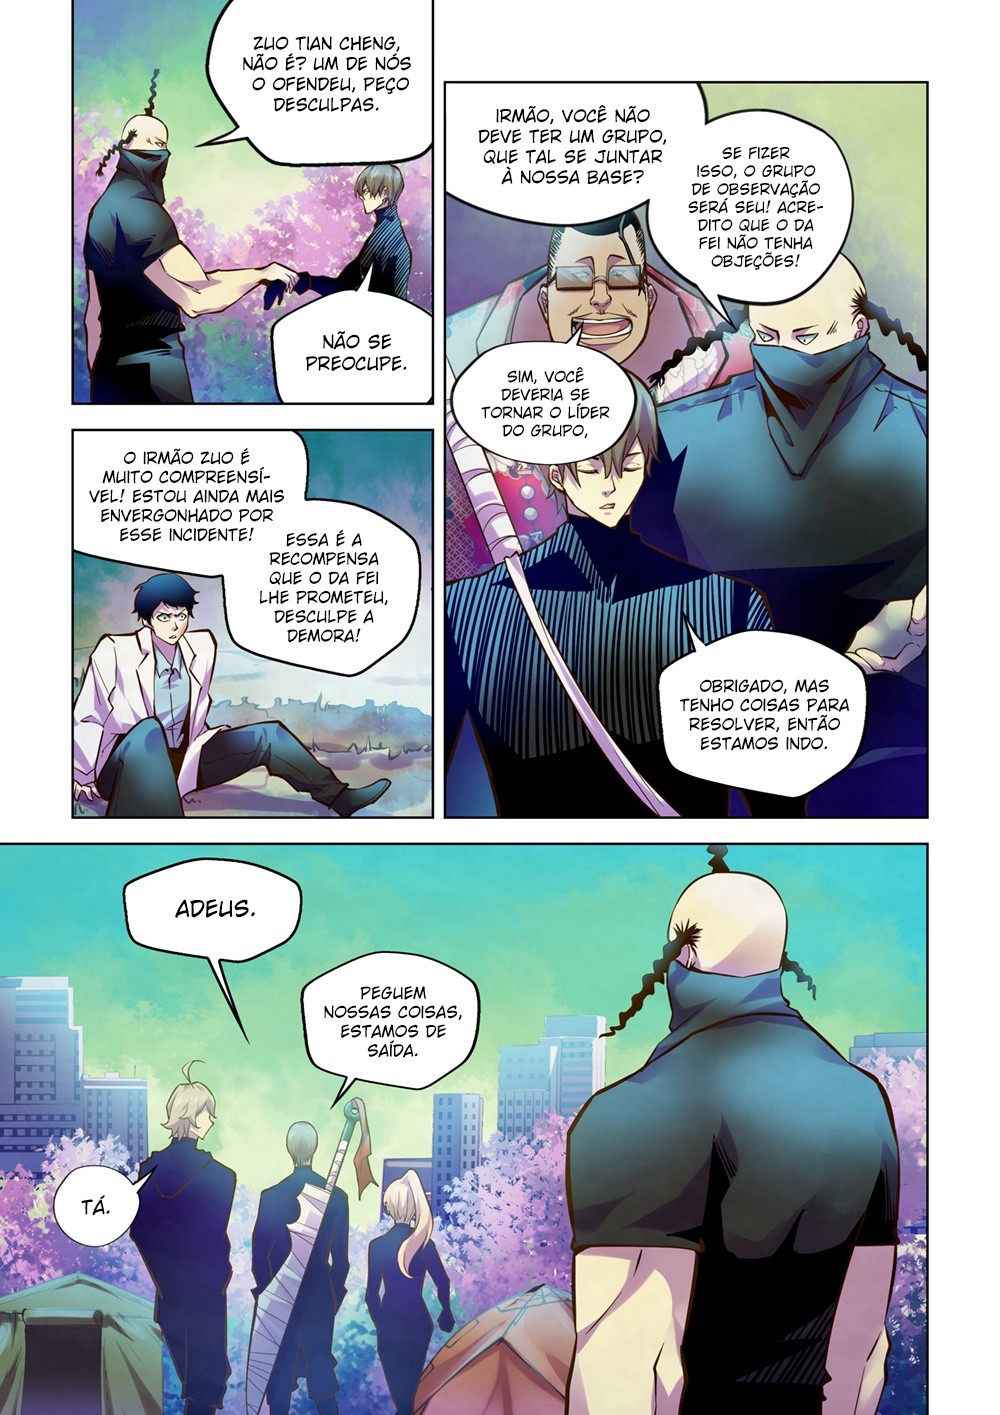 ZUO TIAN CHENG,
NÃO É? UM DE NÓS
O OFENDEU, PEÇO
DESCULPAS.
NÃO SE
PREOCUPE.
IRMÃO, VOCÊ NÃO
DEVE TER UM GRUPO,
QUE TAL SE JUNTAR
À NOSSA BASE?
SE FIZER
ISSO, O GRUPO
DE OBSERVAÇÃO
SERÁ SEU! ACRE-
DITO QUE O DA
FEI NÃO TENHA
OBJEÇÕES!
SIM, VOCÊ
DEVERIA SE
TORNAR O LÍDER
DO GRUPO,
OBRIGADO, MAS
TENHO COISAS PARA
RESOLVER, ENTÃO
ESTAMOS INDO.
O IRMÃO ZUO É
MUITO COMPREENSÍ-
VEL! ESTOU AINDA MAIS
ENVERGONHADO POR
ESSE INCIDENTE!
ESSA É A
RECOMPENSA
QUE O DA FEI
LHE PROMETEU,
DESCULPE A
DEMORA!
ADEUS.
PEGUEM
NOSSAS COISAS,
ESTAMOS DE
SAÍDA.
TÁ.